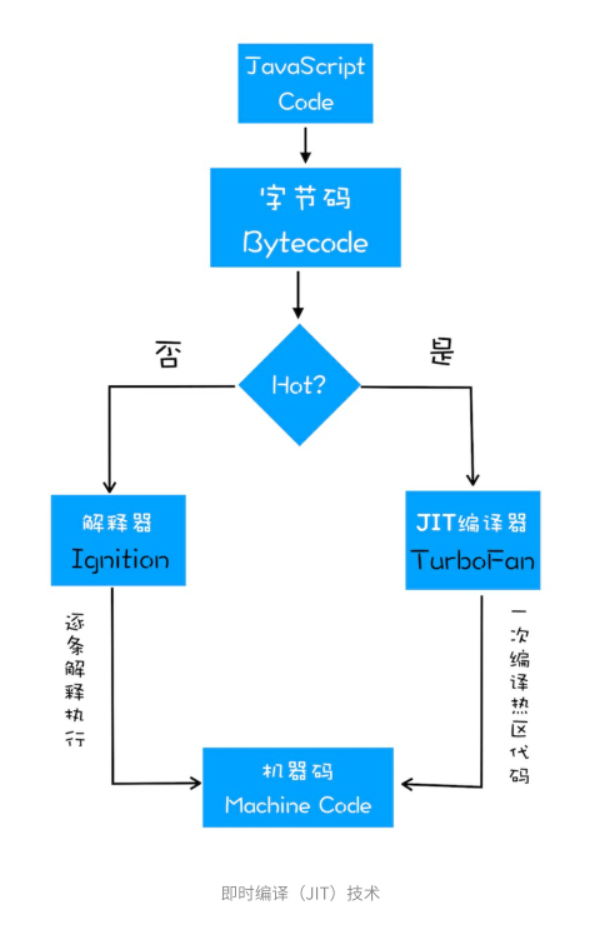 JavaScript
Code
字节码
Bytecode
否
是
Hot?
解释器
Ignition
JIT编译器
TurboFan
逐条解释执行
一次编译热区代码
机器码
Machine Code
即时编译（JIT）技术